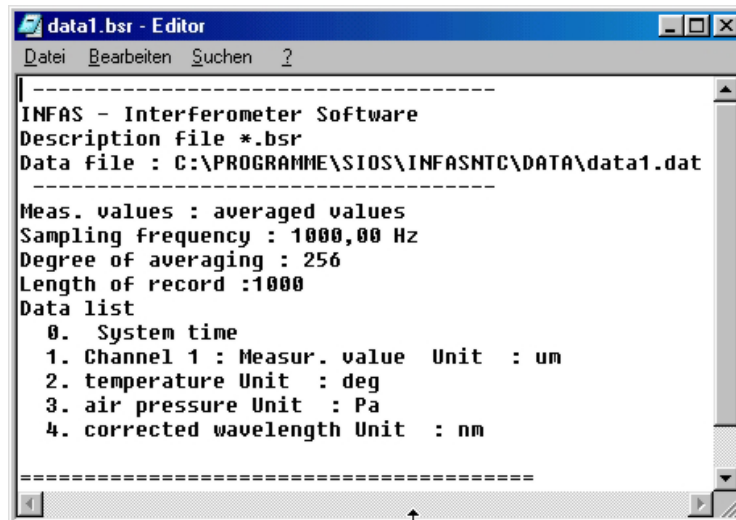 data1.bsr - Editor
Datei Bearbeiten Suchen ?
------------------------------------
INFAS - Interferometer Software
Description file *.bsr
Data file : C:\PROGRAMME\SIOS\INFASNTC\DATA\data1.dat
------------------------------------
Meas. values : averaged values
Sampling frequency : 1000,00 Hz
Degree of averaging : 256
Length of record :1000
Data list
0. System time
1. Channel 1 : Measur. value Unit : um
2. temperature Unit : deg
3. air pressure Unit : Pa
4. corrected wavelength Unit : nm
========================================